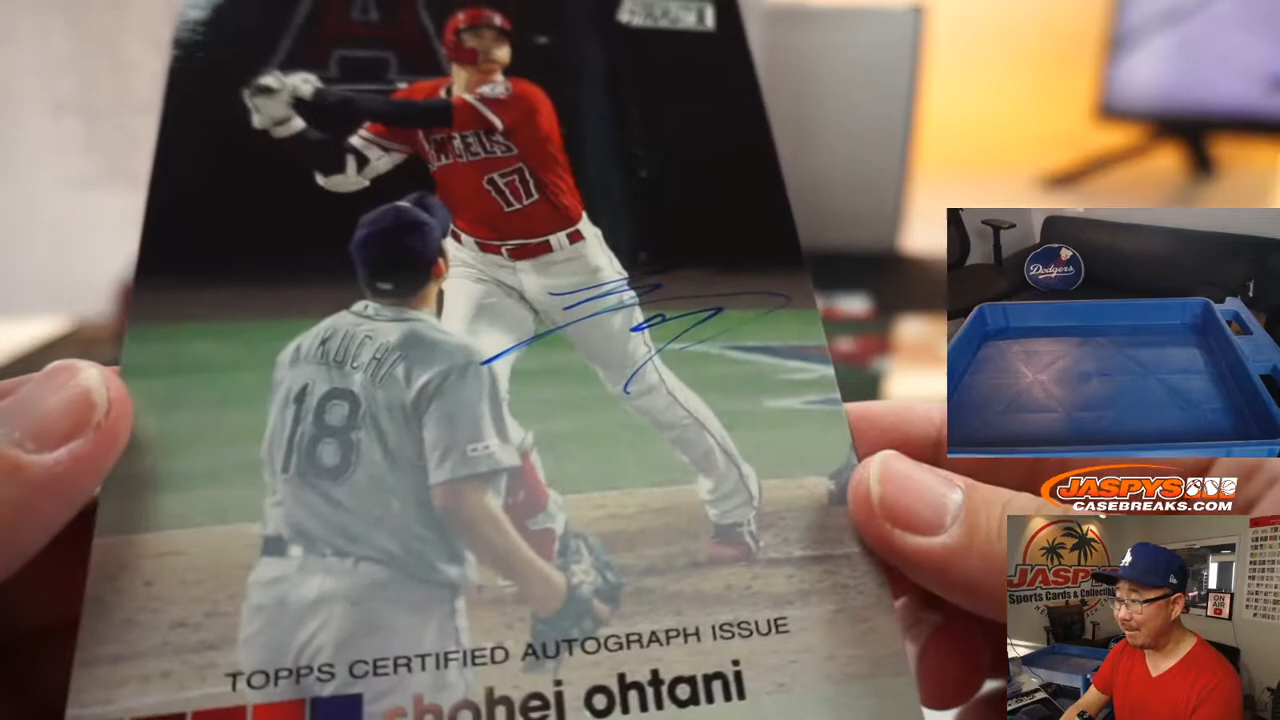 ANGELS
17
KIKUCHI
18
TOPPS CERTIFIED AUTOGRAPH ISSUE
shohei ohtani
Dodgers
JASPYS
CASEBREAKS.COM
JASPYS
Sports Cards & Collectibles
LA
ON
AIR